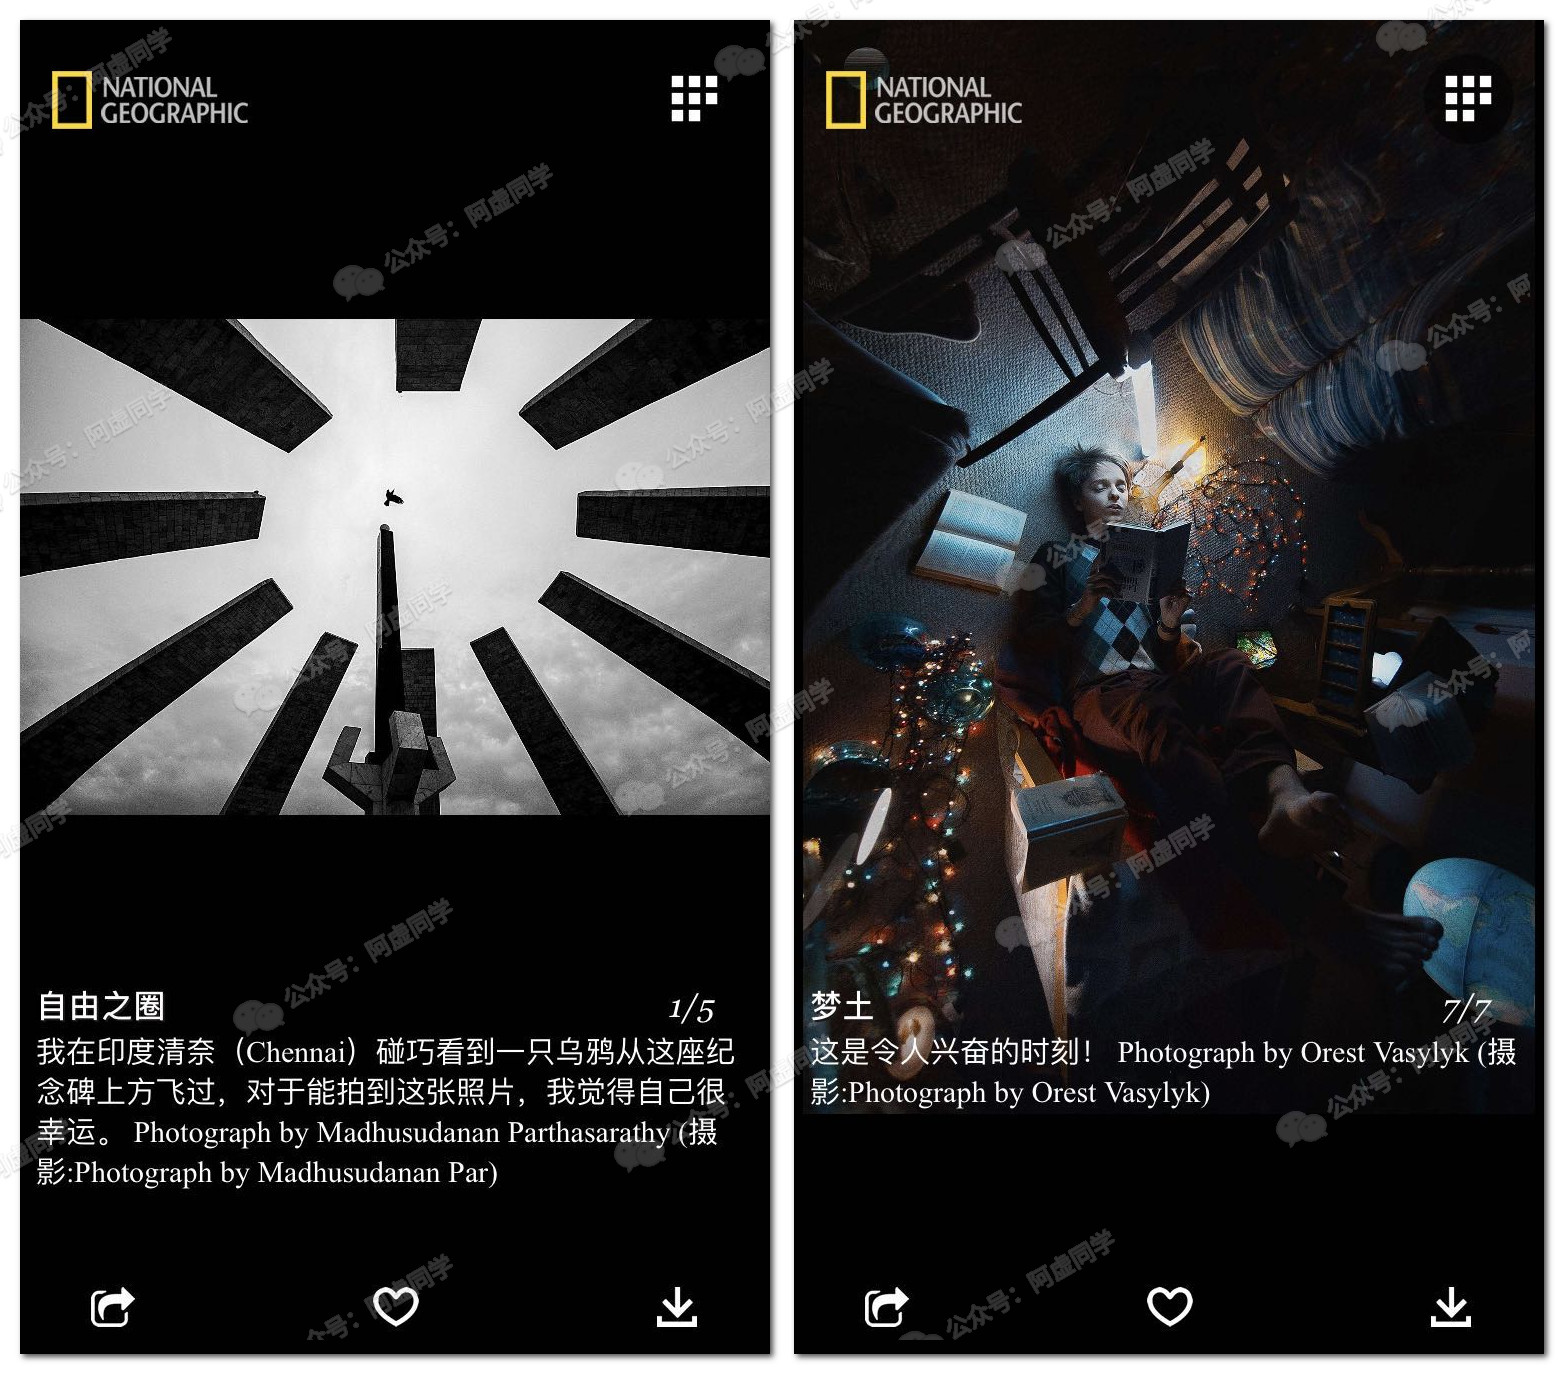 NATIONAL
GEOGRAPHIC
自由之圈
1/5
我在印度清奈（Chennai）碰巧看到一只乌鸦从这座纪
念碑上方飞过，对于能拍到这张照片，我觉得自己很
幸运。 Photograph by Madhusudanan Parthasarathy (摄
影:Photograph by Madhusudanan Par)
NATIONAL
GEOGRAPHIC
梦土
7/7
这是令人兴奋的时刻！ Photograph by Orest Vasylyk (摄
影:Photograph by Orest Vasylyk)
公众号：阿虚同学